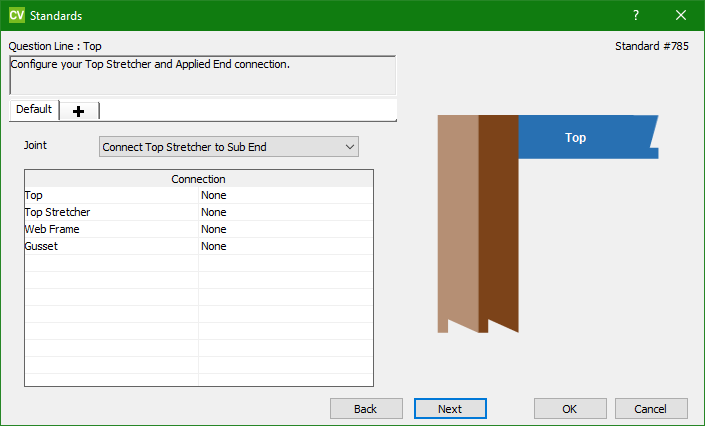 CV Standards ?
Question Line : Top Standard #785
Configure your Top Stretcher and Applied End connection.
Default
Joint Connect Top Stretcher to Sub End
Connection
Top None
Top Stretcher None
Web Frame None
Gusset None
Top
Back Next OK Cancel